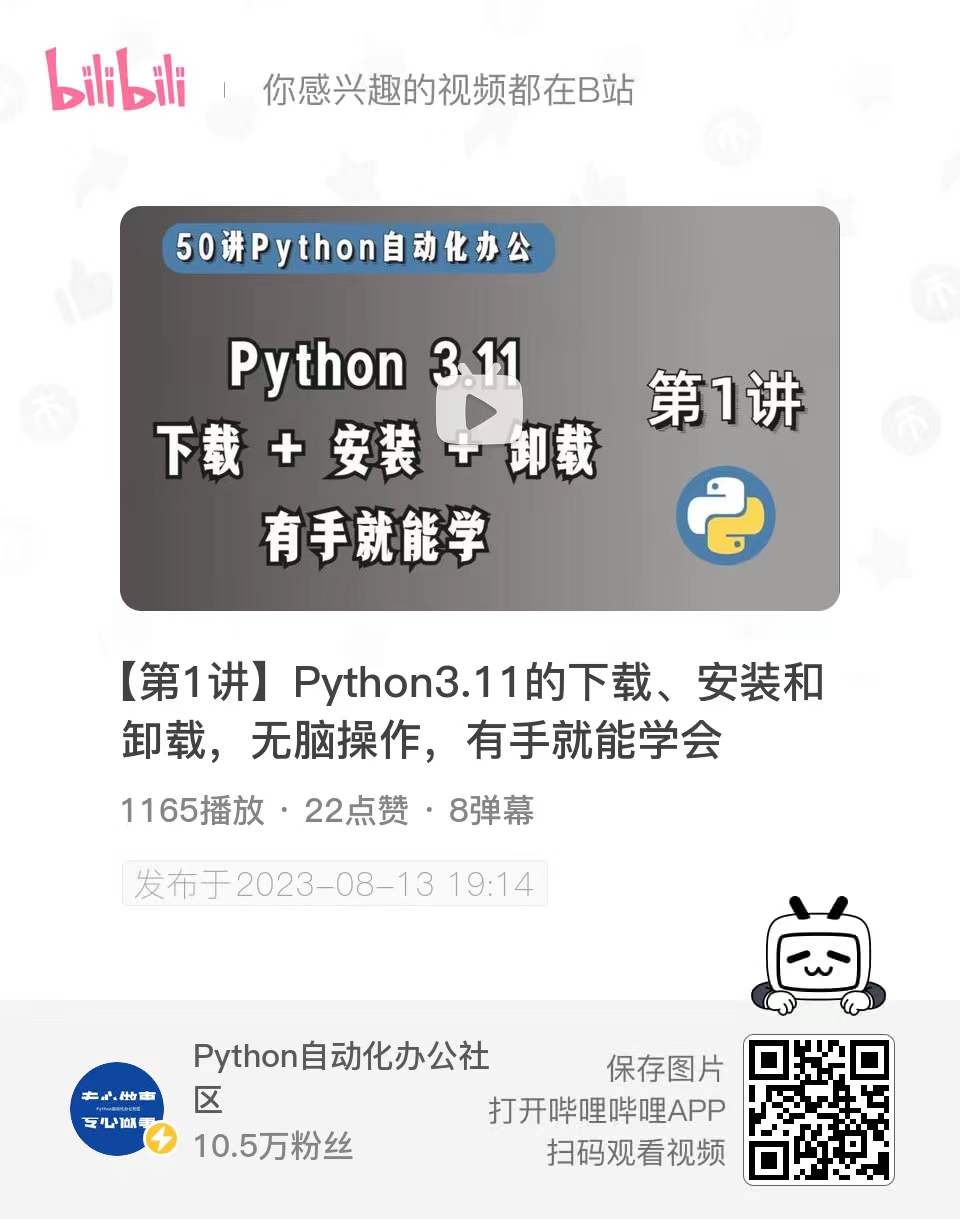 bilibili
你感兴趣的视频都在B站
50讲Python自动化办公
Python 3.11
下载 + 安装 + 卸载
有手就能学
第1讲
【第1讲】Python3.11的下载、安装和
卸载，无脑操作，有手就能学会
1165播放 · 22点赞 · 8弹幕
发布于2023-08-13 19:14
Python自动化办公社
区
10.5万粉丝
保存图片
打开哔哩哔哩APP
扫码观看视频